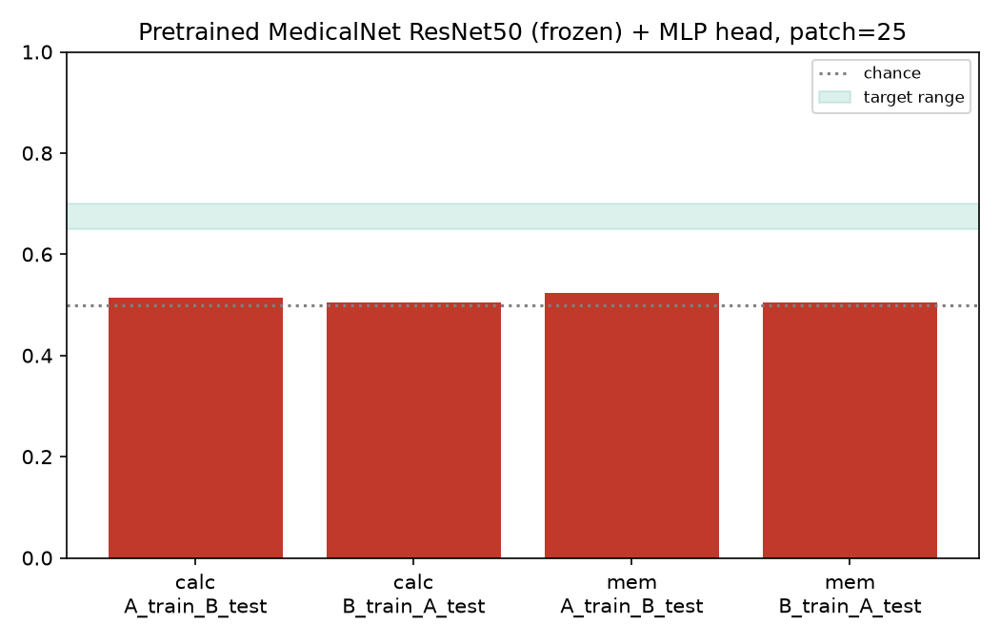 Pretrained MedicalNet ResNet50 (frozen) + MLP head, patch=25
chance
target range
1.0
0.8
0.6
0.4
0.2
0.0
calc
A_train_B_test
calc
B_train_A_test
mem
A_train_B_test
mem
B_train_A_test